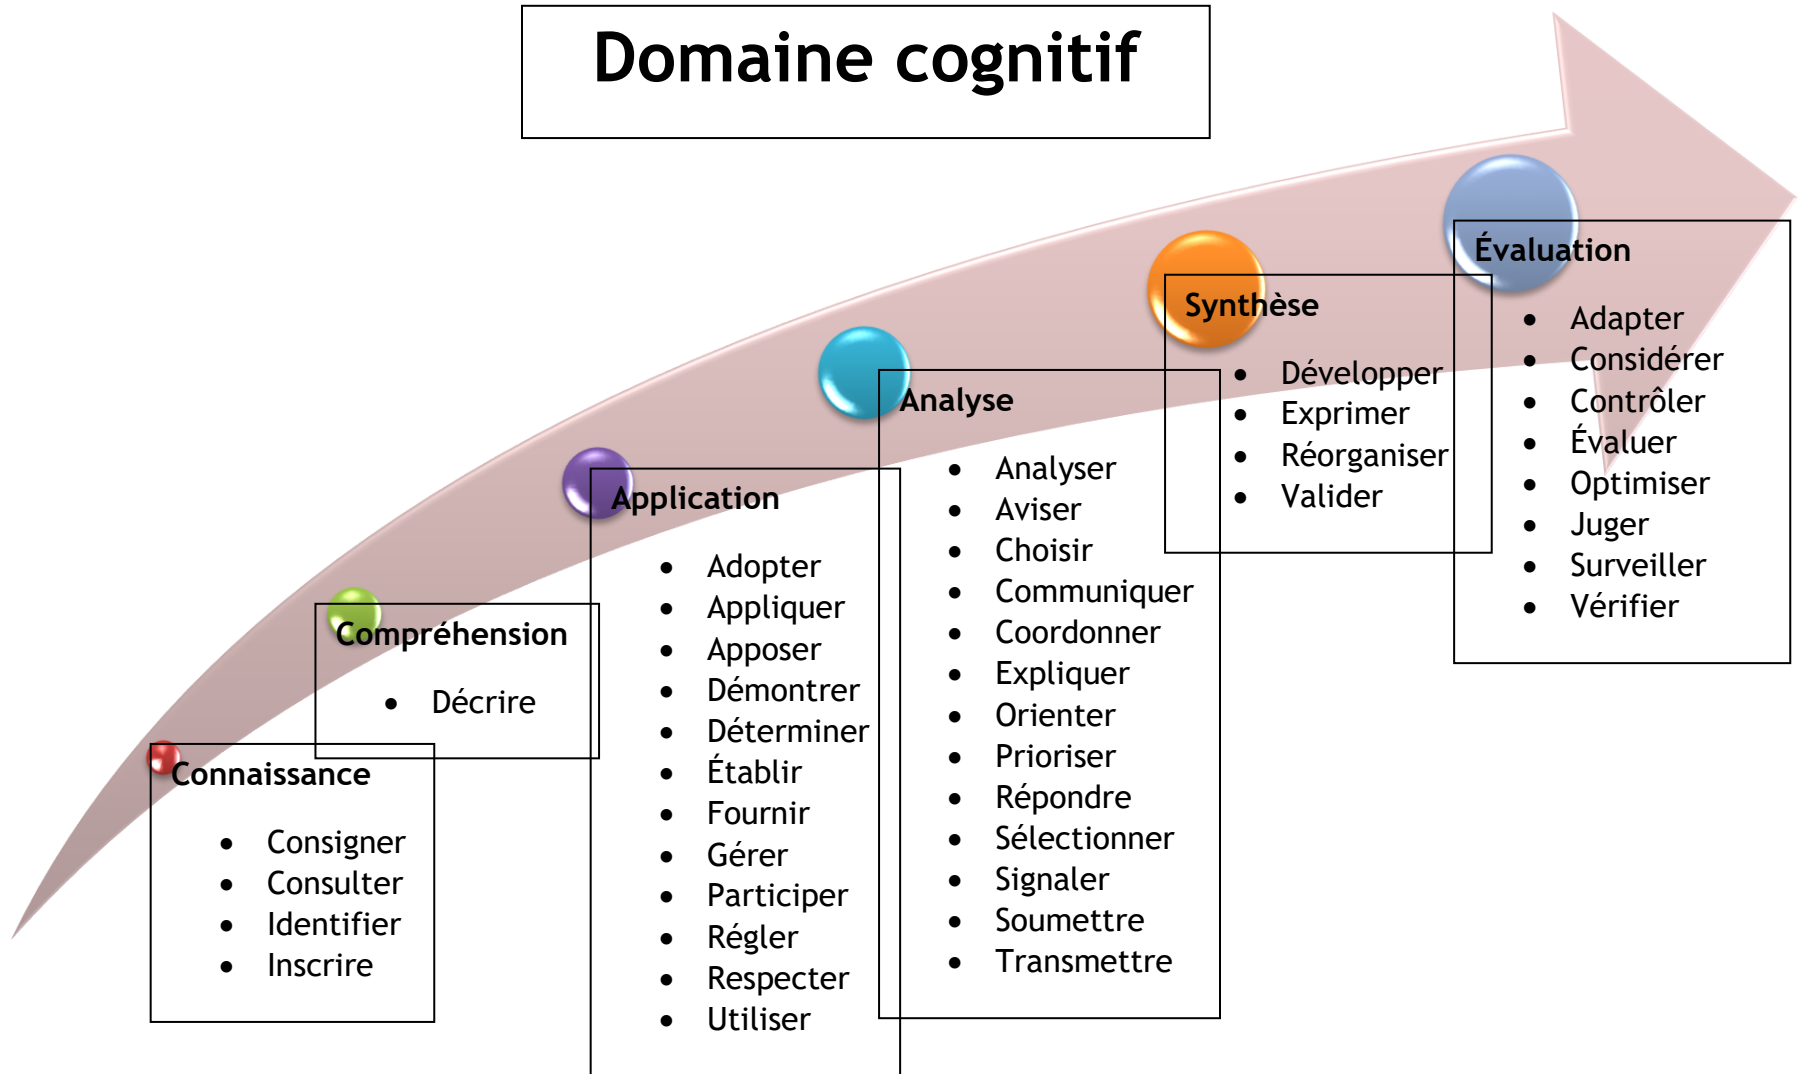 Domaine cognitif
Connaissance
• Consigner
• Consulter
• Identifier
• Inscrire
Compréhension
• Décrire
Application
• Adopter
• Appliquer
• Apposer
• Démontrer
• Déterminer
• Établir
• Fournir
• Gérer
• Participer
• Régler
• Respecter
• Utiliser
Analyse
• Analyser
• Aviser
• Choisir
• Communiquer
• Coordonner
• Expliquer
• Orienter
• Prioriser
• Répondre
• Sélectionner
• Signaler
• Soumettre
• Transmettre
Synthèse
• Développer
• Exprimer
• Réorganiser
• Valider
Évaluation
• Adapter
• Considérer
• Contrôler
• Évaluer
• Optimiser
• Juger
• Surveiller
• Vérifier